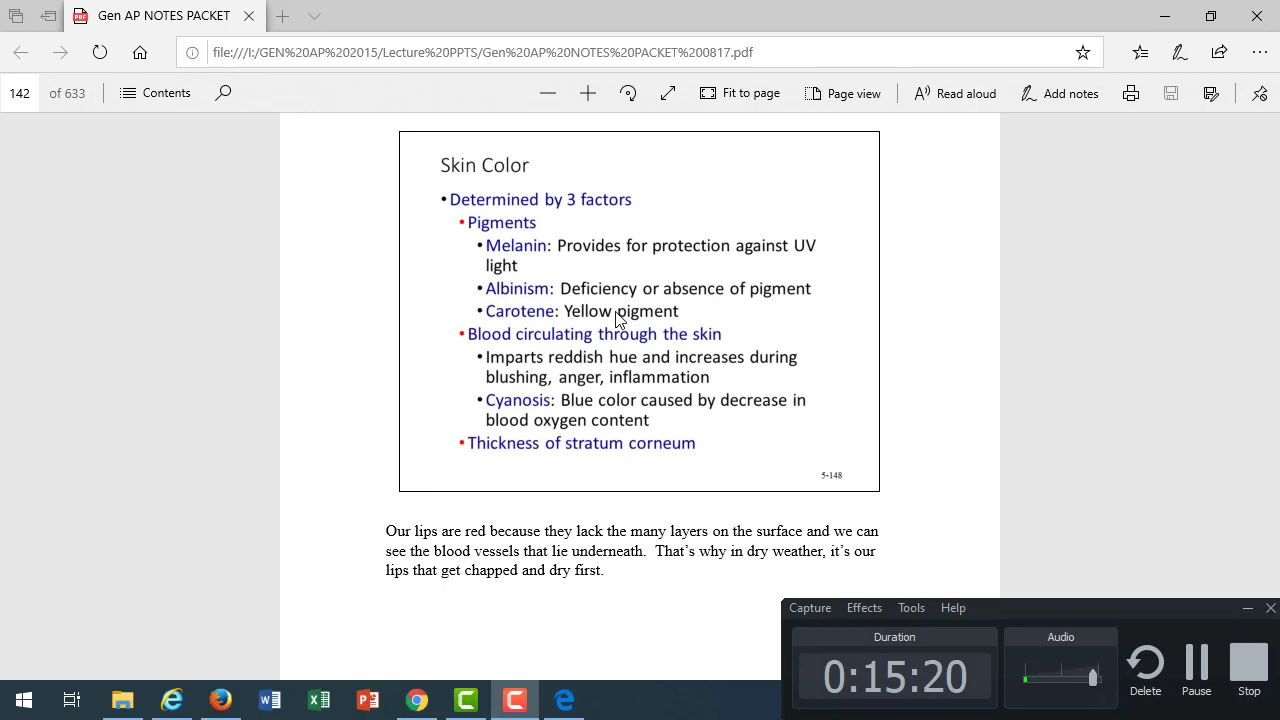 Gen AP NOTES PACKET
file:///I:/GEN%20AP%202015/Lecture%20PPTS/Gen%20AP%20NOTES%20PACKET%200817.pdf
142 of 633 Contents Fit to page Page view Read aloud Add notes
Skin Color
• Determined by 3 factors
• Pigments
• Melanin: Provides for protection against UV
light
• Albinism: Deficiency or absence of pigment
• Carotene: Yellow pigment
• Blood circulating through the skin
• Imparts reddish hue and increases during
blushing, anger, inflammation
• Cyanosis: Blue color caused by decrease in
blood oxygen content
• Thickness of stratum corneum
5-148
Our lips are red because they lack the many layers on the surface and we can
see the blood vessels that lie underneath. That's why in dry weather, it's our
lips that get chapped and dry first.
Capture Effects Tools Help
Duration Audio
0:15:20
Delete Pause Stop